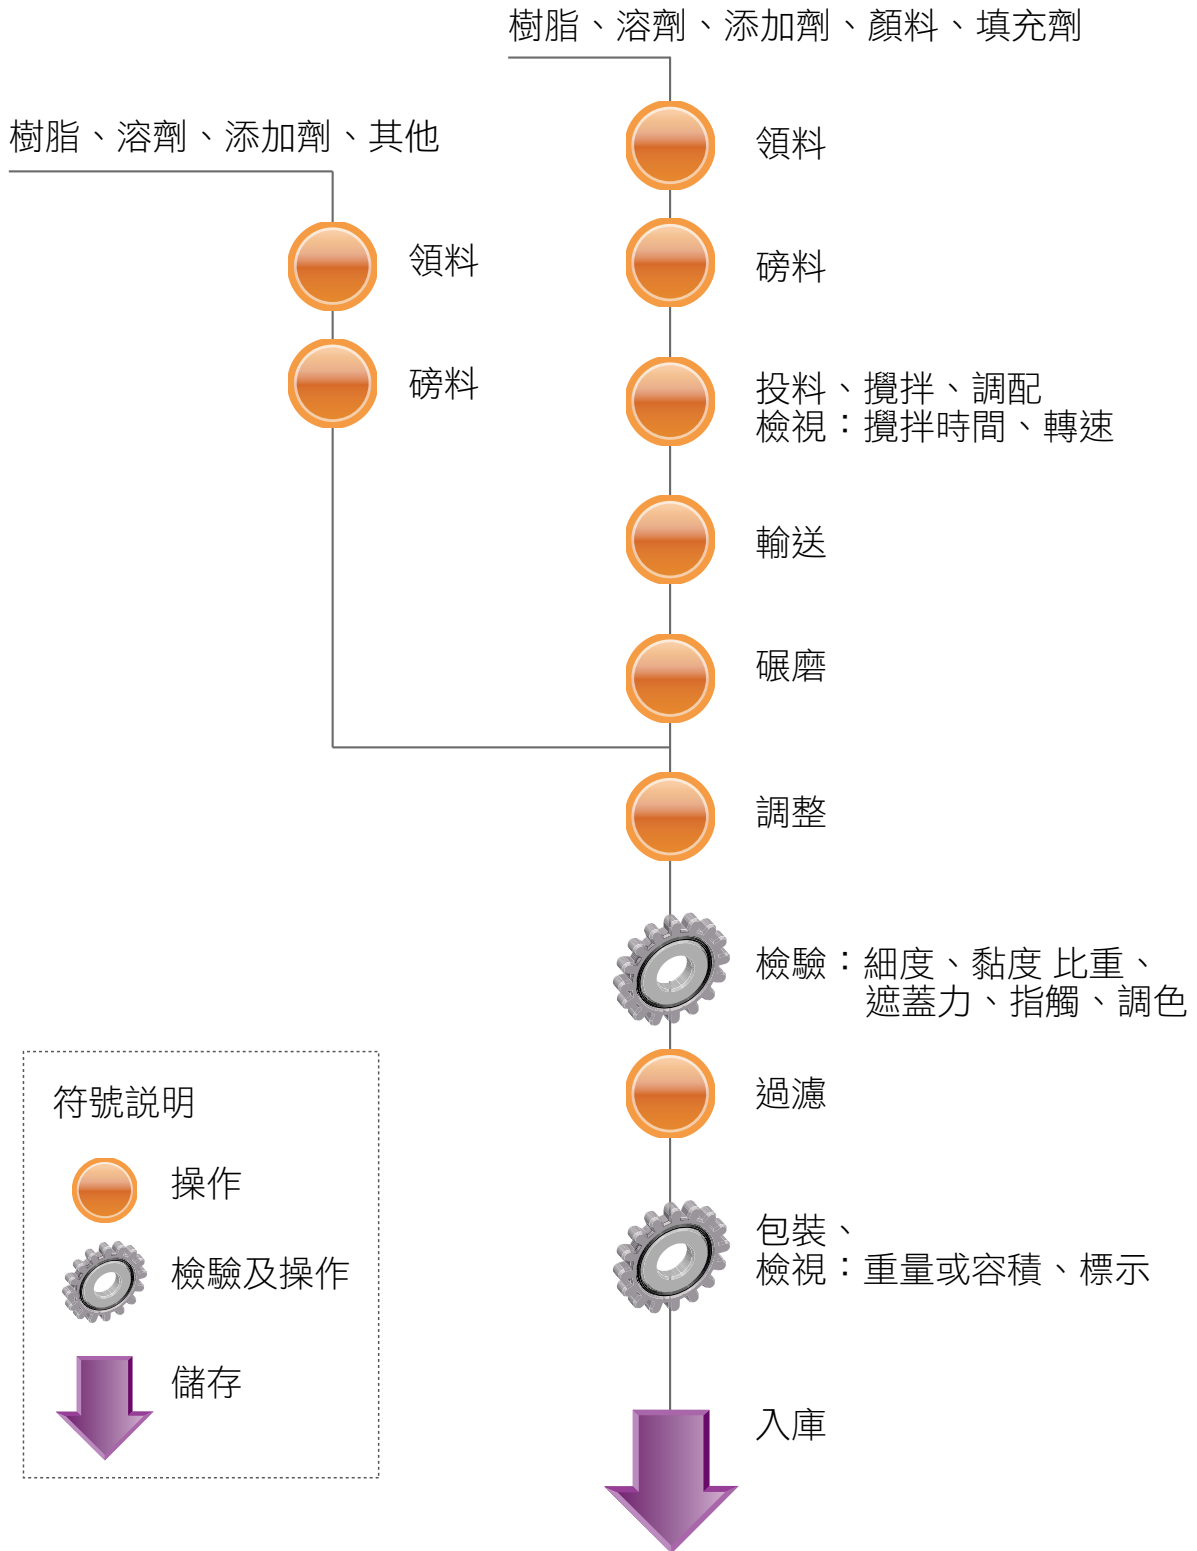 樹脂、溶劑、添加劑、顏料、填充劑
樹脂、溶劑、添加劑、其他
領料
磅料
領料
磅料
投料、攪拌、調配
檢視：攪拌時間、轉速
輸送
碾磨
調整
檢驗：細度、黏度 比重、
遮蓋力、指觸、調色
過濾
包裝、
檢視：重量或容積、標示
入庫
符號說明
操作
檢驗及操作
儲存